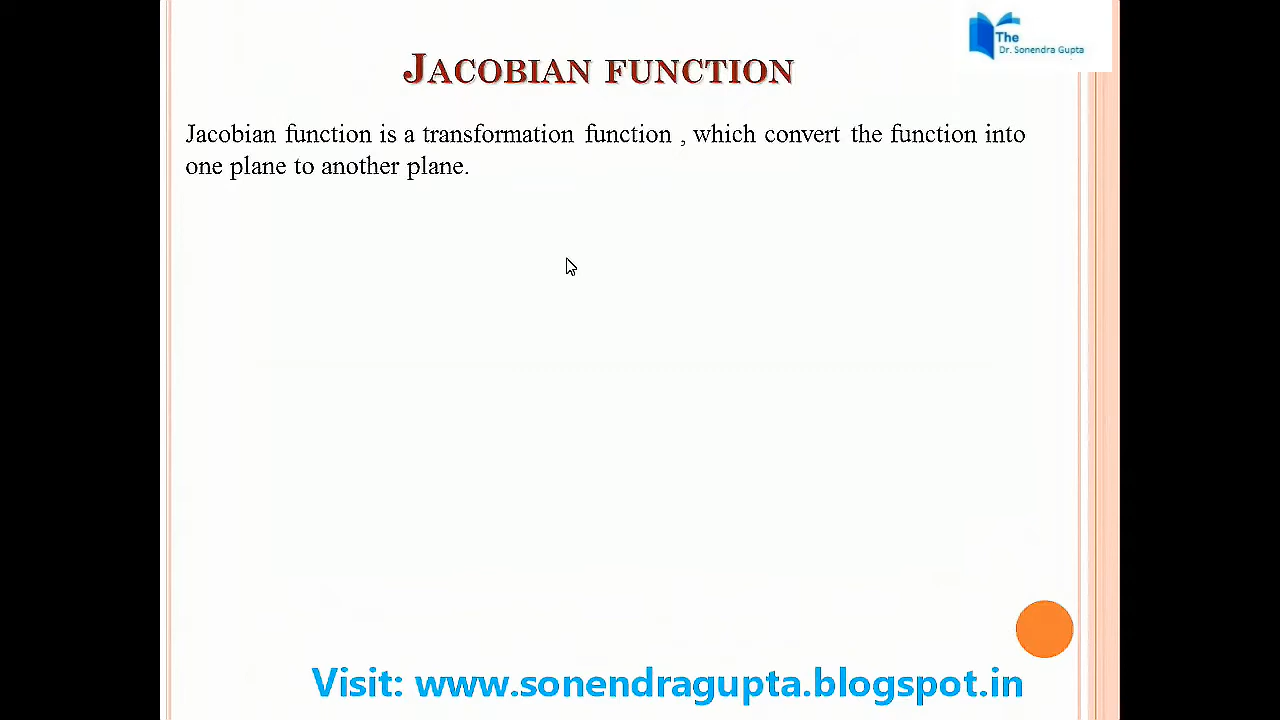 The
Dr. Sonendra Gupta
JACOBIAN FUNCTION
Jacobian function is a transformation function , which convert the function into
one plane to another plane.
Visit: www.sonendragupta.blogspot.in